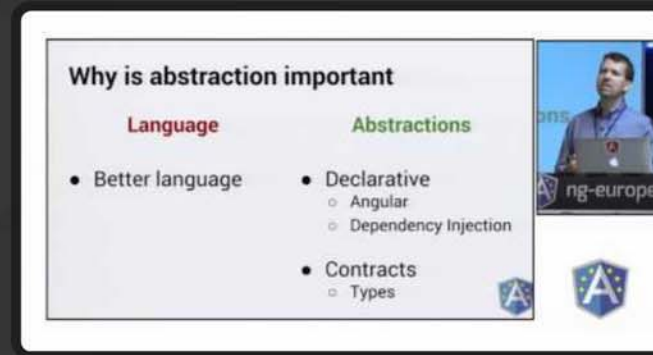 Why is abstraction important
Language
Abstractions
● Better language
● Declarative
○ Angular
○ Dependency Injection
● Contracts
○ Types
ng-europe